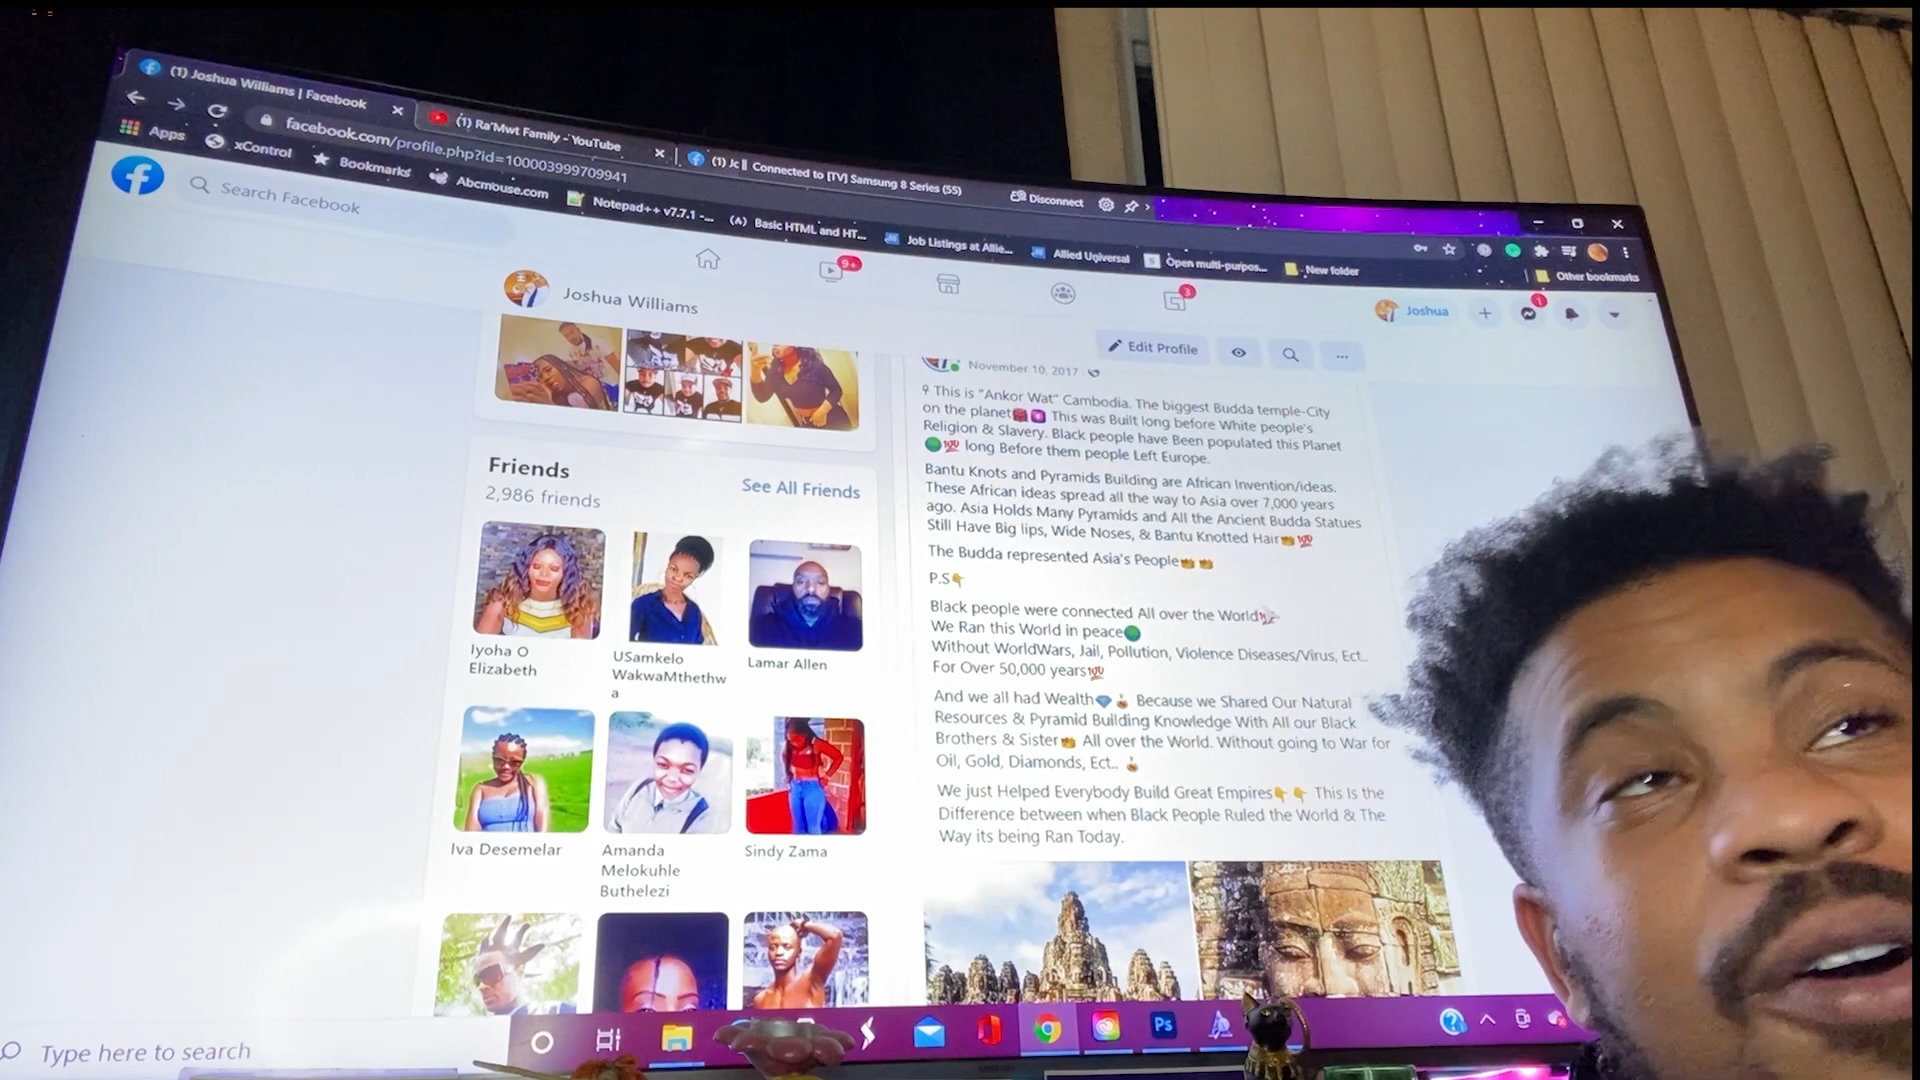 (1) Joshua Williams | Facebook
(1) Ra'Mwt Family - YouTube
(1) Jc || Connected to [TV] Samsung 8 Series (55)
Disconnect
facebook.com/profile.php?id=100003999709941
Apps
xControl
Bookmarks
Abcmouse.com
Notepad++ v7.7.1 -...
(A) Basic HTML and HT...
Job Listings at Allie...
Allied Universal
Open multi-purpos...
New folder
Other bookmarks
Search Facebook
9+
3
1
Joshua Williams
Joshua
Edit Profile
Friends
2,986 friends
See All Friends
Iyoha O
Elizabeth
USamkelo
WakwaMthethw
a
Lamar Allen
Iva Desemelar
Amanda
Melokuhle
Buthelezi
Sindy Zama
November 10, 2017
This is "Ankor Wat" Cambodia. The biggest Budda temple-City
on the planet This was Built long before White people's
Religion & Slavery. Black people have Been populated this Planet
💯 long Before them people Left Europe.
Bantu Knots and Pyramids Building are African Invention/ideas.
These African ideas spread all the way to Asia over 7,000 years
ago. Asia Holds Many Pyramids and All the Ancient Budda Statues
Still Have Big lips, Wide Noses, & Bantu Knotted Hair💯
The Budda represented Asia's People
P.S
Black people were connected All over the World
We Ran this World in peace
Without WorldWars, Jail, Pollution, Violence Diseases/Virus, Ect..
For Over 50,000 years💯
And we all had Wealth Because we Shared Our Natural
Resources & Pyramid Building Knowledge With All our Black
Brothers & Sister All over the World. Without going to War for
Oil, Gold, Diamonds, Ect..
We just Helped Everybody Build Great Empires This Is the
Difference between when Black People Ruled the World & The
Way its being Ran Today.
Type here to search
Ps